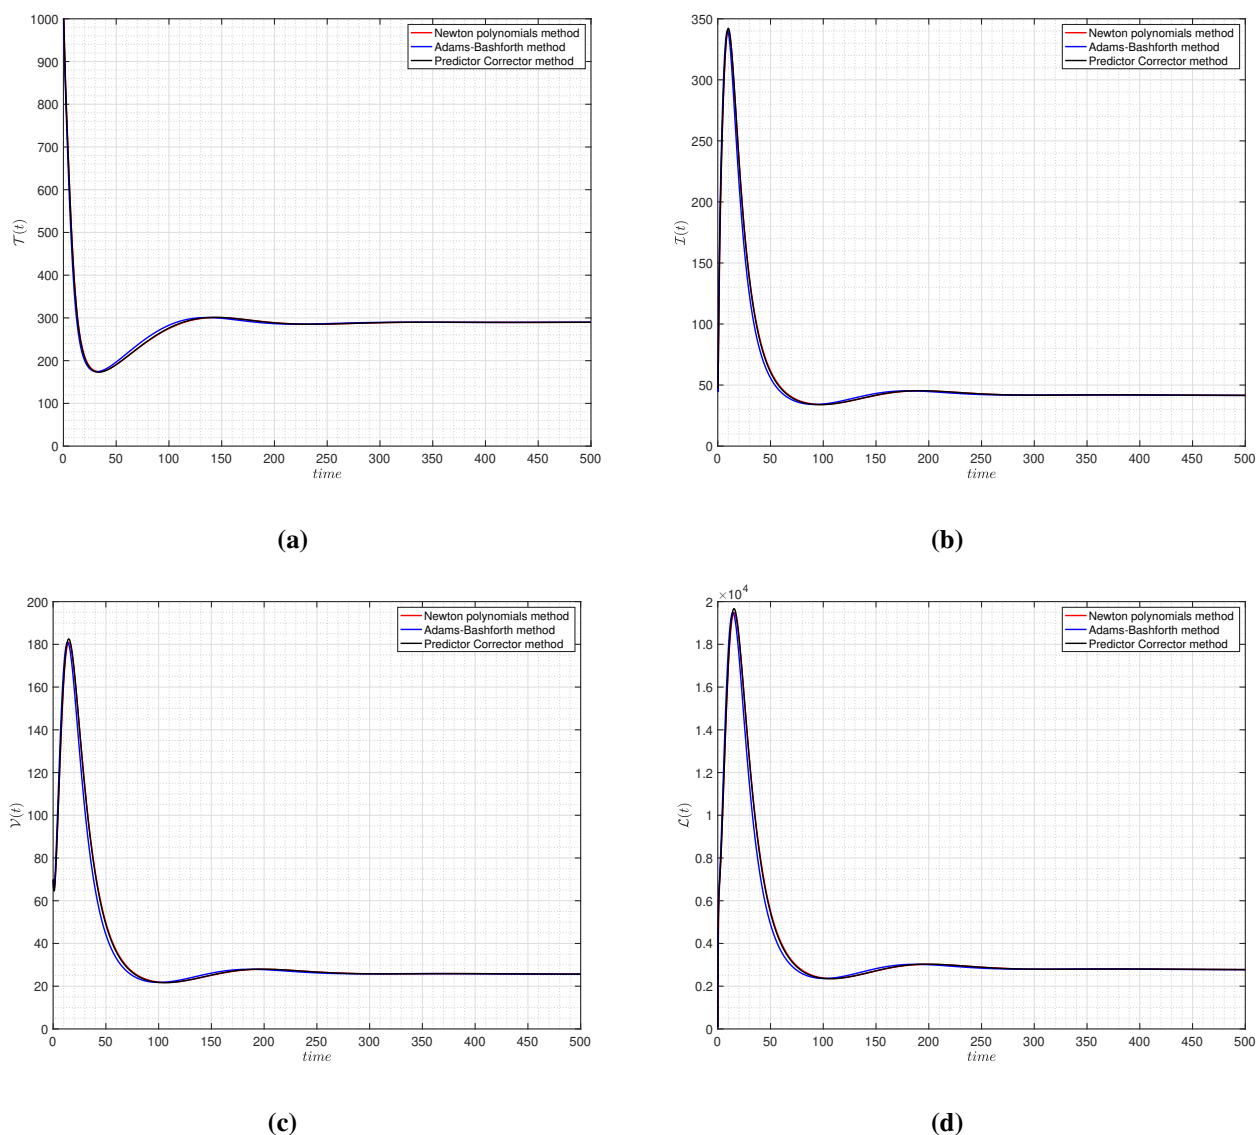 1000
900
800
700
600
500
400
300
200
100
0
𝒯(t)
0 50 100 150 200 250 300 350 400 450 500
time
Newton polynomials method
Adams-Bashforth method
Predictor Corrector method
(a)
350
300
250
200
150
100
50
0
ℐ(t)
0 50 100 150 200 250 300 350 400 450 500
time
Newton polynomials method
Adams-Bashforth method
Predictor Corrector method
(b)
200
180
160
140
120
100
80
60
40
20
0
𝒱(t)
0 50 100 150 200 250 300 350 400 450 500
time
Newton polynomials method
Adams-Bashforth method
Predictor Corrector method
(c)
×10⁴
2
1.8
1.6
1.4
1.2
1
0.8
0.6
0.4
0.2
0
ℒ(t)
0 50 100 150 200 250 300 350 400 450 500
time
Newton polynomials method
Adams-Bashforth method
Predictor Corrector method
(d)